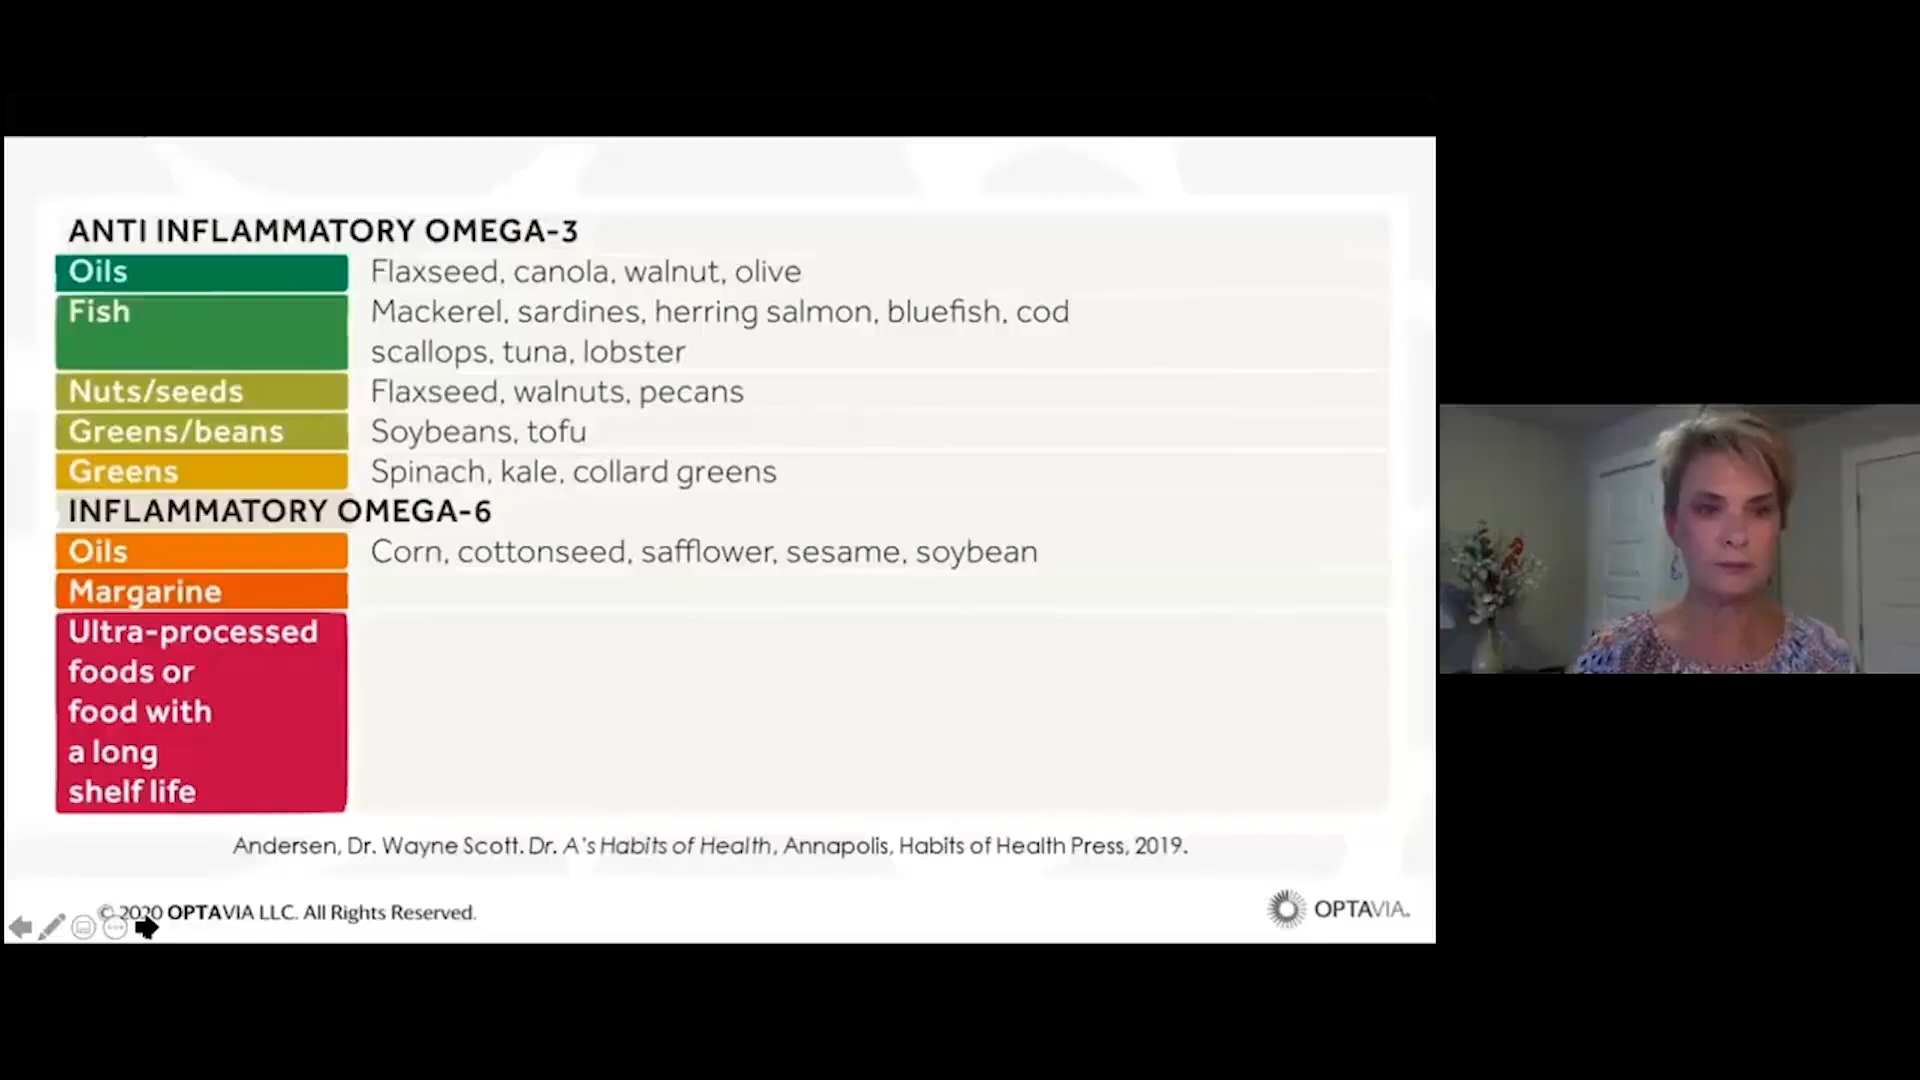 ANTI INFLAMMATORY OMEGA-3
Oils Flaxseed, canola, walnut, olive
Fish Mackerel, sardines, herring salmon, bluefish, cod
scallops, tuna, lobster
Nuts/seeds Flaxseed, walnuts, pecans
Greens/beans Soybeans, tofu
Greens Spinach, kale, collard greens
INFLAMMATORY OMEGA-6
Oils Corn, cottonseed, safflower, sesame, soybean
Margarine
Ultra-processed
foods or
food with
a long
shelf life
Andersen, Dr. Wayne Scott. Dr. A's Habits of Health, Annapolis, Habits of Health Press, 2019.
© 2020 OPTAVIA LLC. All Rights Reserved.
OPTAVIA.